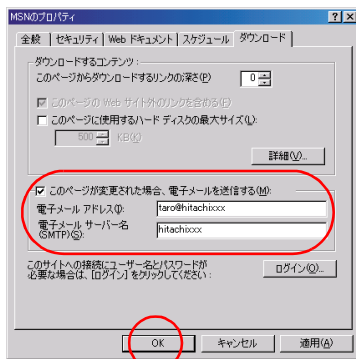 MSNのプロパティ
全般 セキュリティ Web ドキュメント スケジュール ダウンロード
ダウンロードするコンテンツ :
このページからダウンロードするリンクの深さ(P) 0
このページの Web サイト外のリンクを含める(F)
このページに使用するハード ディスクの最大サイズ(L):
500 KB(K)
詳細(V)...
このページが変更された場合、電子メールを送信する(M):
電子メール アドレス(I): taro@hitachixxx
電子メール サーバー名 (SMTP)(S): hitachixxx
このサイトへの接続にユーザー名とパスワードが
必要な場合は、[ログイン] をクリックしてください :
ログイン(O)...
OK キャンセル 適用(A)